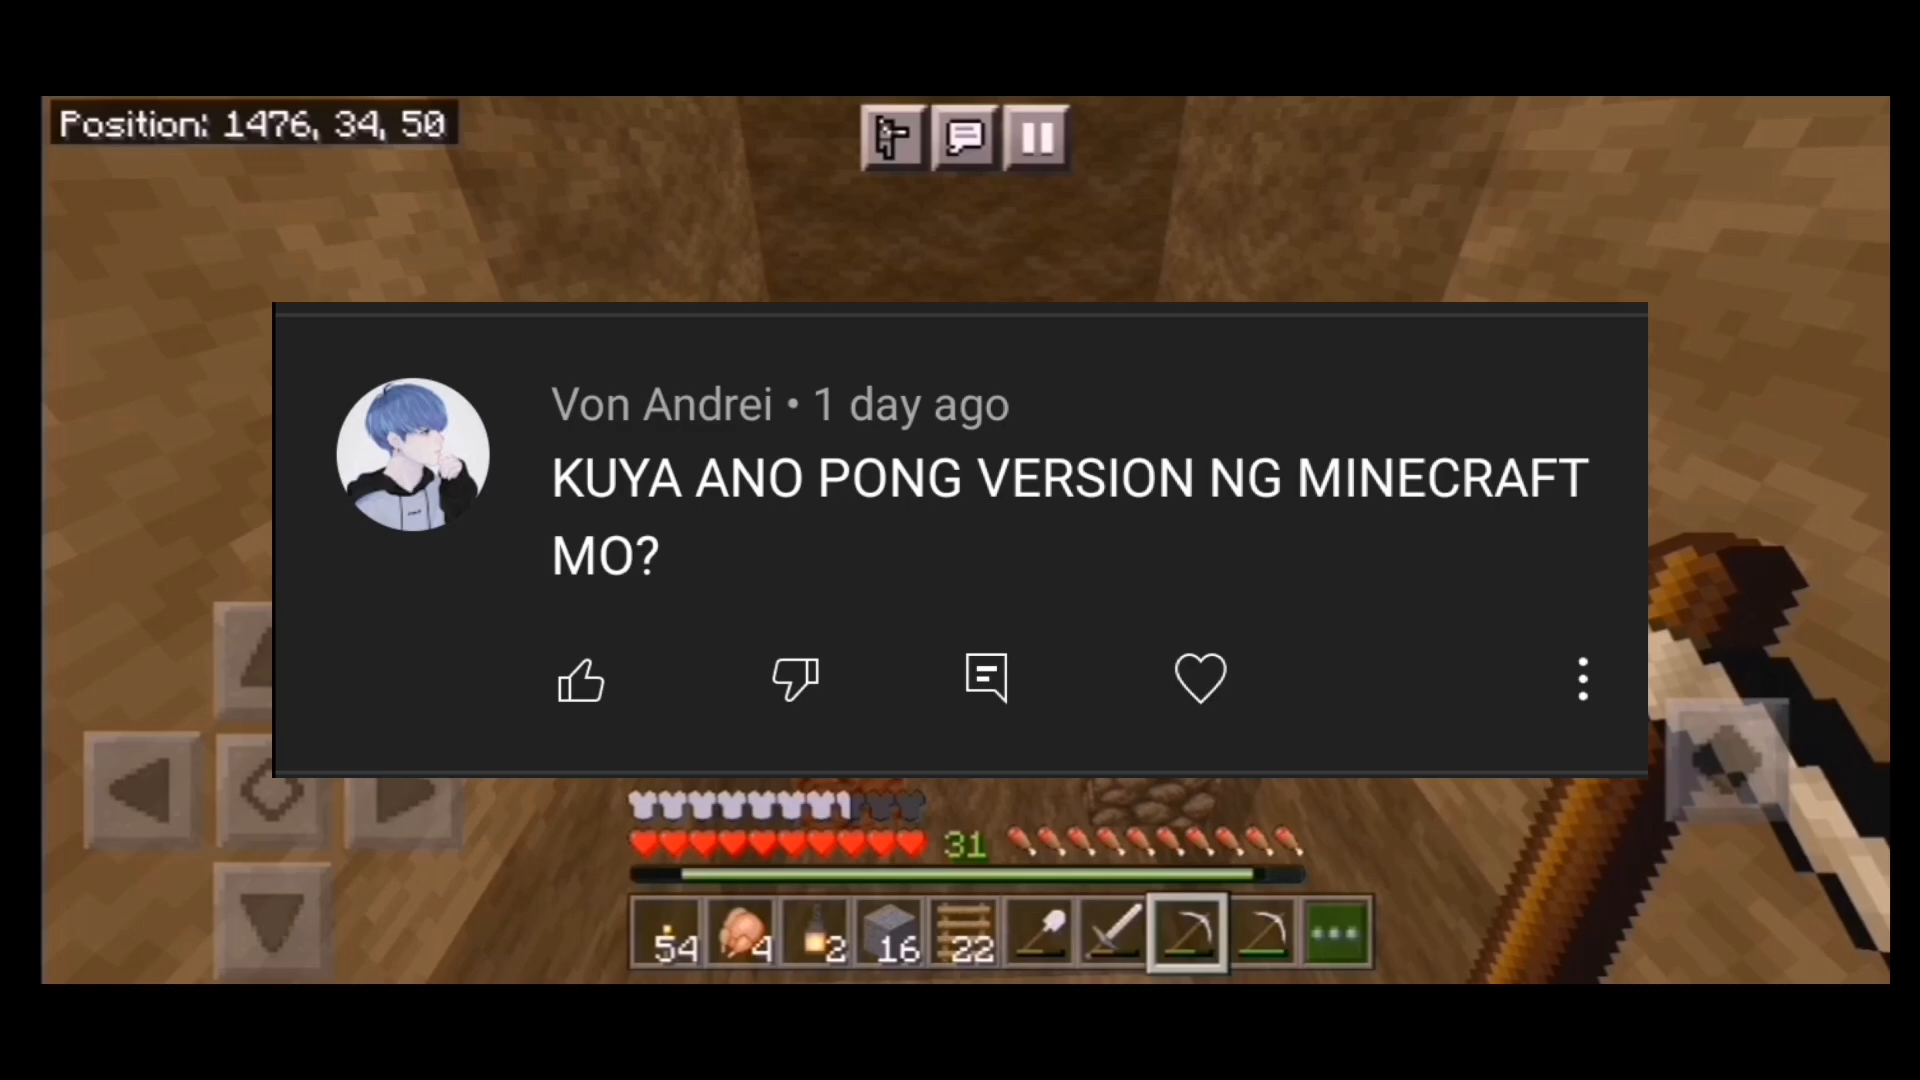 Position: 1476, 34, 50
Von Andrei • 1 day ago
KUYA ANO PONG VERSION NG MINECRAFT
MO?
31
54 4 2 16 22